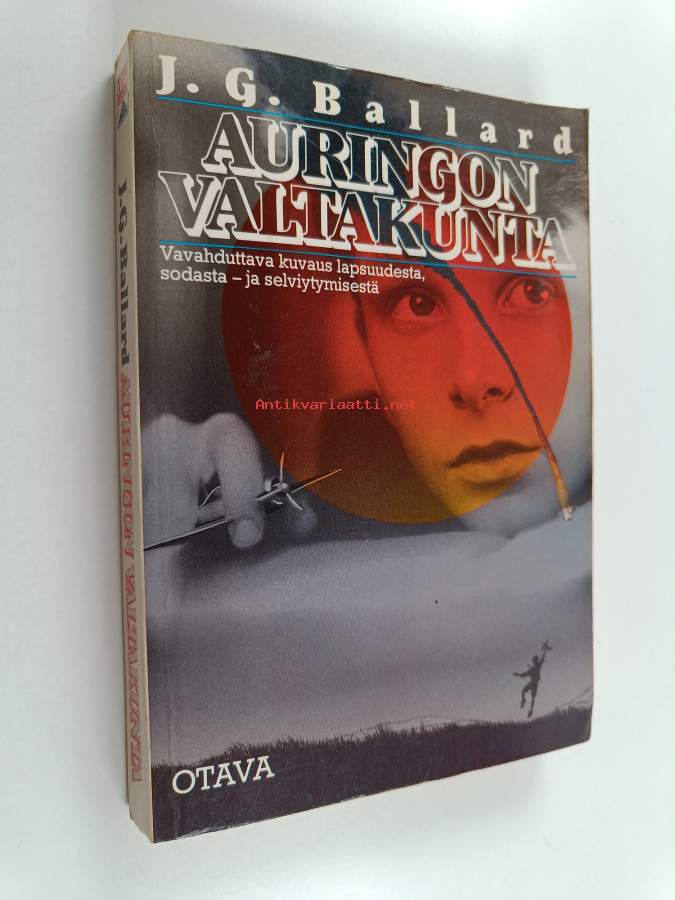 J. G. Ballard
AURINGON
VALTAKUNTA
Vavahduttava kuvaus lapsuudesta,
sodasta – ja selviytymisestä
Antikvariaatti.net
OTAVA
J.G. Ballard AURINGON VALTAKUNTA